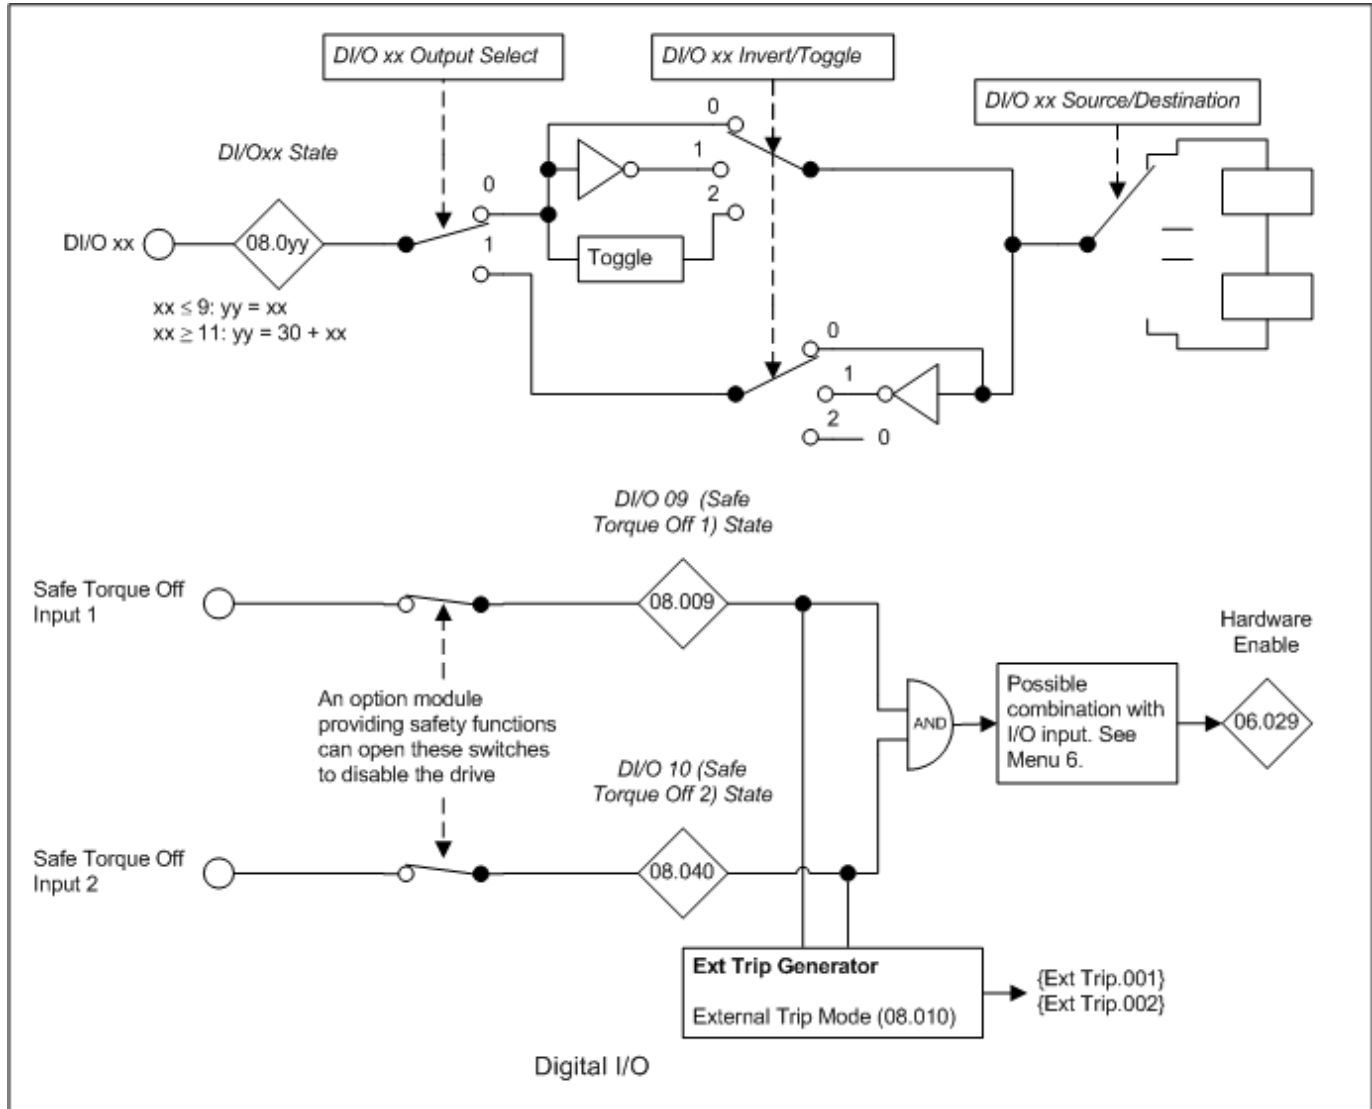 DI/O xx Output Select
DI/O xx Invert/Toggle
DI/O xx Source/Destination
DI/Oxx State
0
1
2
0
1
DI/O xx
08.0yy
Toggle
xx ≤ 9: yy = xx
xx ≥ 11: yy = 30 + xx
0
1
2
0
DI/O 09 (Safe
Torque Off 1) State
Safe Torque Off
Input 1
08.009
Hardware
Enable
An option module
providing safety functions
can open these switches
to disable the drive
AND
Possible
combination with
I/O input. See
Menu 6.
06.029
DI/O 10 (Safe
Torque Off 2) State
Safe Torque Off
Input 2
08.040
Ext Trip Generator
External Trip Mode (08.010)
{Ext Trip.001}
{Ext Trip.002}
Digital I/O